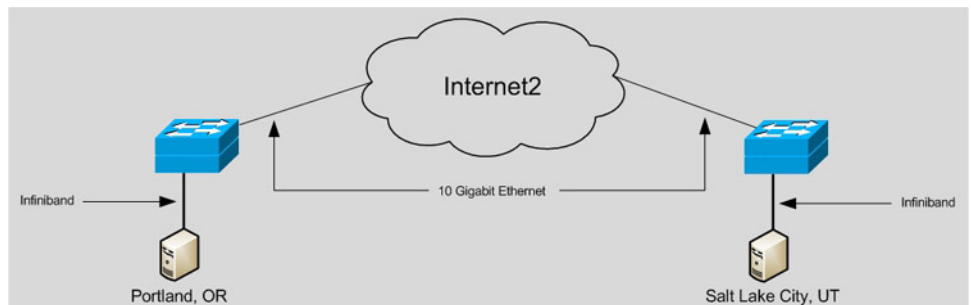 Internet2
10 Gigabit Ethernet
Infiniband
Infiniband
Portland, OR
Salt Lake City, UT